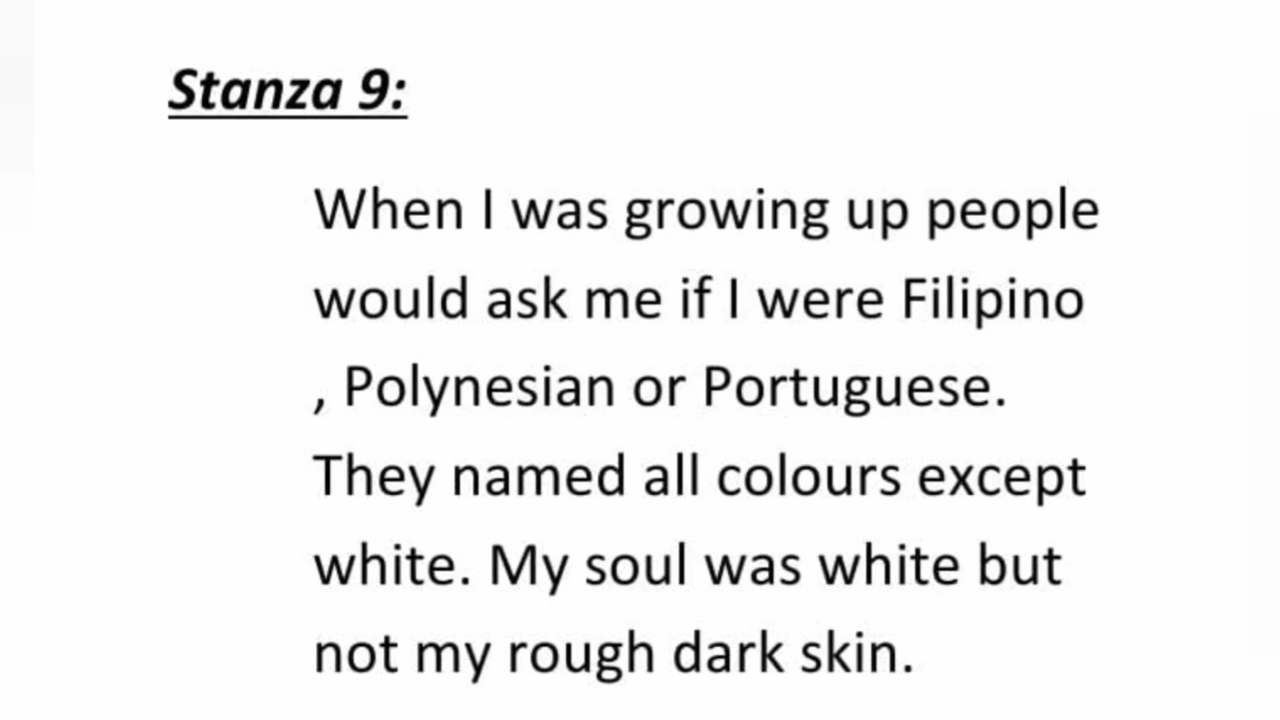 Stanza 9:
When I was growing up people
would ask me if I were Filipino
, Polynesian or Portuguese.
They named all colours except
white. My soul was white but
not my rough dark skin.